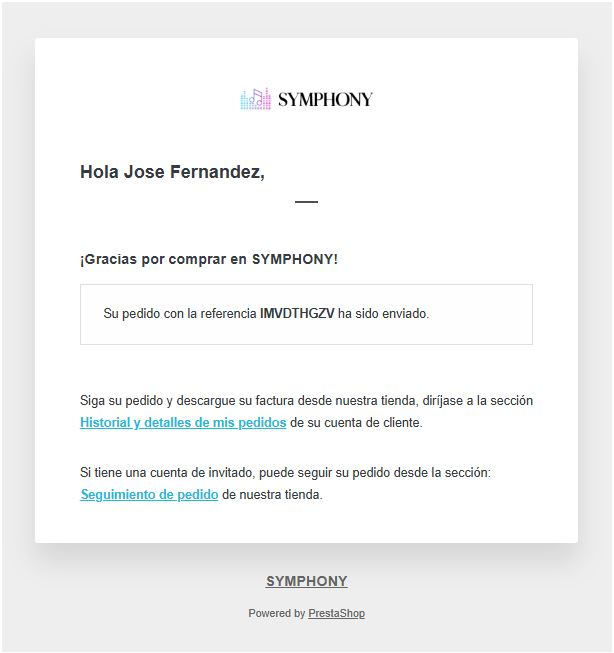 SYMPHONY
Hola Jose Fernandez,
¡Gracias por comprar en SYMPHONY!
Su pedido con la referencia IMVDTHGZV ha sido enviado.
Siga su pedido y descargue su factura desde nuestra tienda, diríjase a la sección
Historial y detalles de mis pedidos de su cuenta de cliente.
Si tiene una cuenta de invitado, puede seguir su pedido desde la sección:
Seguimiento de pedido de nuestra tienda.
SYMPHONY
Powered by PrestaShop